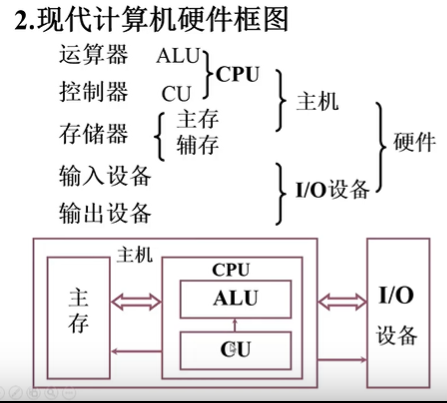 2.现代计算机硬件框图
运算器 ALU
控制器 CU
CPU
存储器
主存
辅存
主机
输入设备
输出设备
I/O设备
硬件
主机
主
存
CPU
ALU
CU
I/O
设备